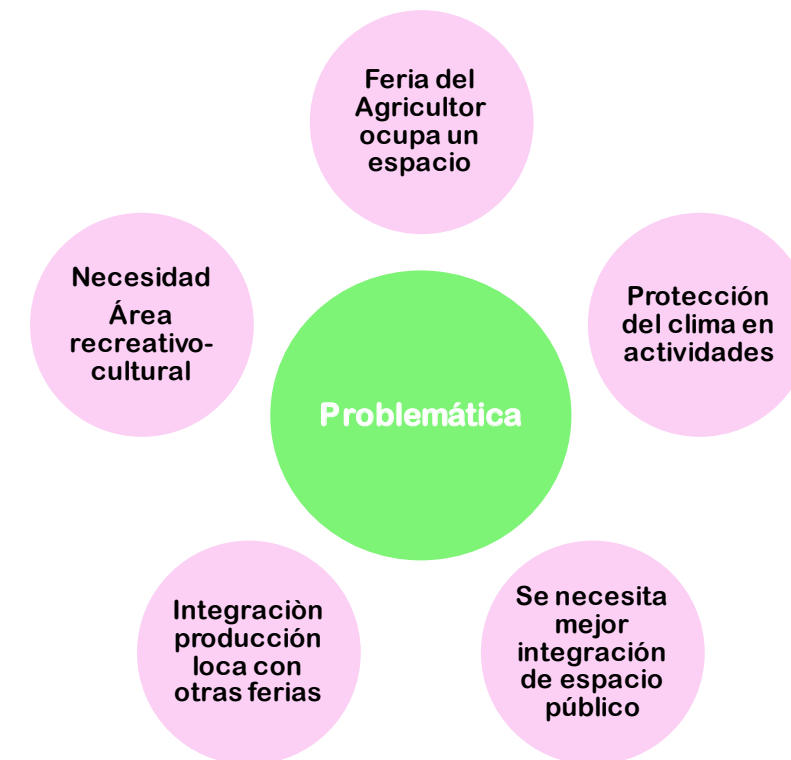 Feria del
Agricultor
ocupa un
espacio
Necesidad
Área
recreativo-
cultural
Protección
del clima en
actividades
Problemática
Integraciòn
producción
loca con
otras ferias
Se necesita
mejor
integración
de espacio
público